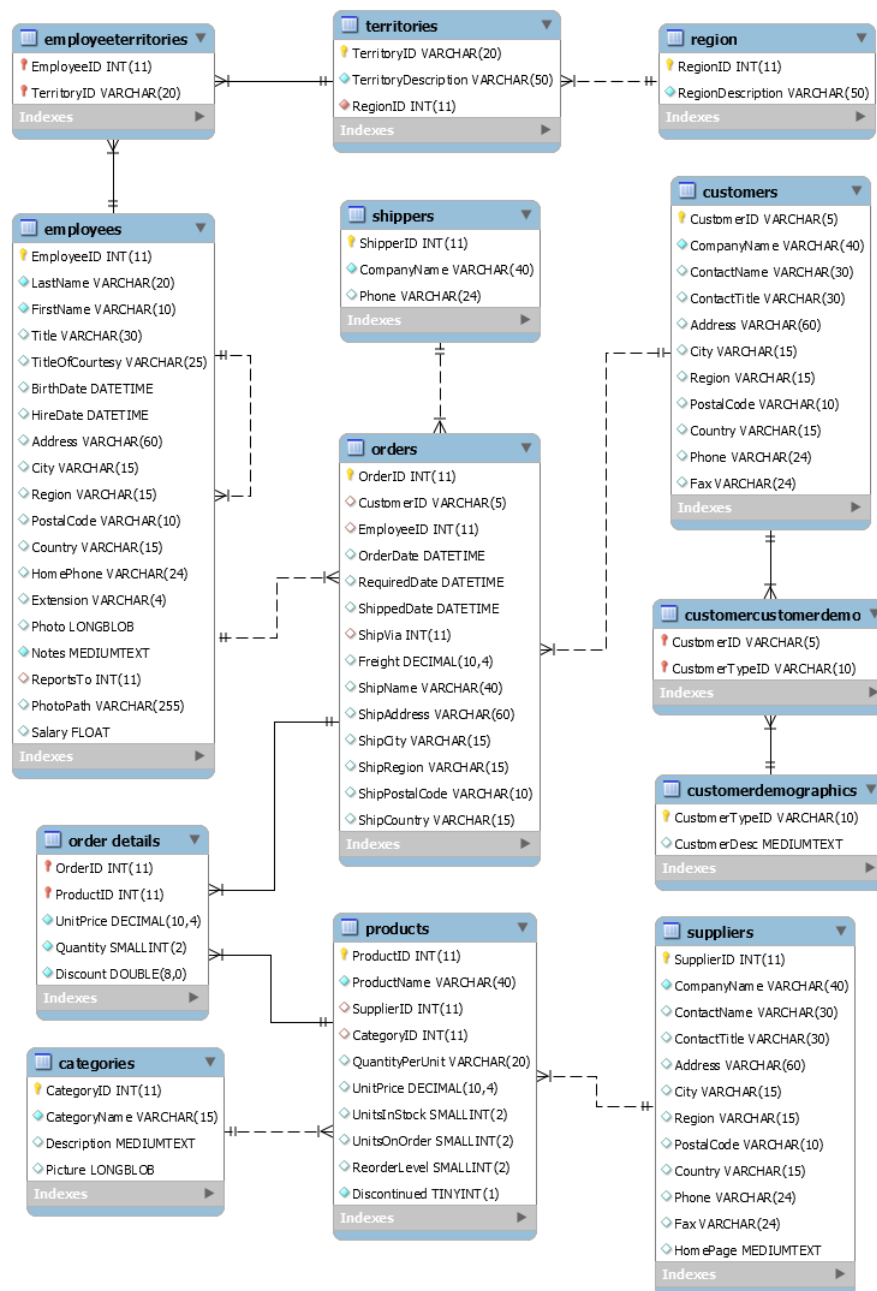 employeeterritories
EmployeeID INT(11)
TerritoryID VARCHAR(20)
Indexes
territories
TerritoryID VARCHAR(20)
TerritoryDescription VARCHAR(50)
RegionID INT(11)
Indexes
region
RegionID INT(11)
RegionDescription VARCHAR(50)
Indexes
employees
EmployeeID INT(11)
LastName VARCHAR(20)
FirstName VARCHAR(10)
Title VARCHAR(30)
TitleOfCourtesy VARCHAR(25)
BirthDate DATETIME
HireDate DATETIME
Address VARCHAR(60)
City VARCHAR(15)
Region VARCHAR(15)
PostalCode VARCHAR(10)
Country VARCHAR(15)
HomePhone VARCHAR(24)
Extension VARCHAR(4)
Photo LONGBLOB
Notes MEDIUMTEXT
ReportsTo INT(11)
PhotoPath VARCHAR(255)
Salary FLOAT
Indexes
shippers
ShipperID INT(11)
CompanyName VARCHAR(40)
Phone VARCHAR(24)
Indexes
customers
CustomerID VARCHAR(5)
CompanyName VARCHAR(40)
ContactName VARCHAR(30)
ContactTitle VARCHAR(30)
Address VARCHAR(60)
City VARCHAR(15)
Region VARCHAR(15)
PostalCode VARCHAR(10)
Country VARCHAR(15)
Phone VARCHAR(24)
Fax VARCHAR(24)
Indexes
orders
OrderID INT(11)
CustomerID VARCHAR(5)
EmployeeID INT(11)
OrderDate DATETIME
RequiredDate DATETIME
ShippedDate DATETIME
ShipVia INT(11)
Freight DECIMAL(10,4)
ShipName VARCHAR(40)
ShipAddress VARCHAR(60)
ShipCity VARCHAR(15)
ShipRegion VARCHAR(15)
ShipPostalCode VARCHAR(10)
ShipCountry VARCHAR(15)
Indexes
customercustomerdemo
CustomerID VARCHAR(5)
CustomerTypeID VARCHAR(10)
Indexes
customerdemographics
CustomerTypeID VARCHAR(10)
CustomerDesc MEDIUMTEXT
Indexes
order details
OrderID INT(11)
ProductID INT(11)
UnitPrice DECIMAL(10,4)
Quantity SMALLINT(2)
Discount DOUBLE(8,0)
Indexes
products
ProductID INT(11)
ProductName VARCHAR(40)
SupplierID INT(11)
CategoryID INT(11)
QuantityPerUnit VARCHAR(20)
UnitPrice DECIMAL(10,4)
UnitsInStock SMALLINT(2)
UnitsOnOrder SMALLINT(2)
ReorderLevel SMALLINT(2)
Discontinued TINYINT(1)
Indexes
suppliers
SupplierID INT(11)
CompanyName VARCHAR(40)
ContactName VARCHAR(30)
ContactTitle VARCHAR(30)
Address VARCHAR(60)
City VARCHAR(15)
Region VARCHAR(15)
PostalCode VARCHAR(10)
Country VARCHAR(15)
Phone VARCHAR(24)
Fax VARCHAR(24)
HomePage MEDIUMTEXT
Indexes
categories
CategoryID INT(11)
CategoryName VARCHAR(15)
Description MEDIUMTEXT
Picture LONGBLOB
Indexes